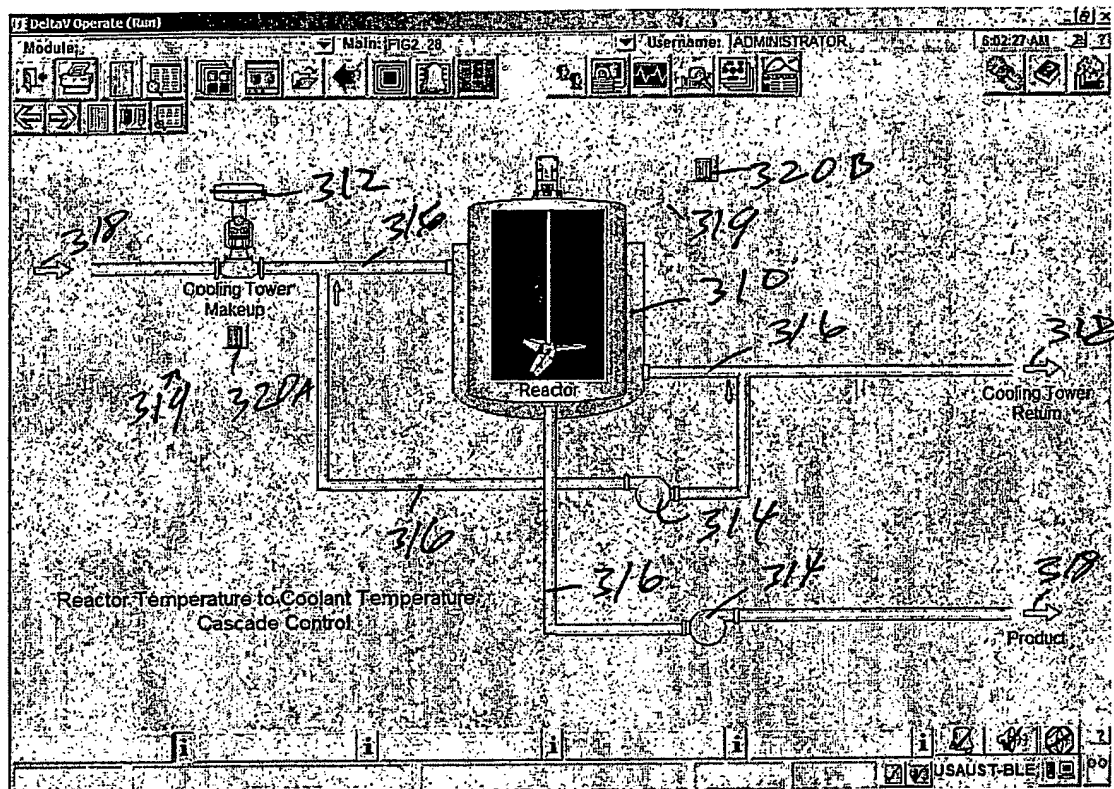 DeltaV Operate (Run)
Module: Main: FIG2_28 Username: ADMINISTRATOR 6:02:27 AM
312
320B
318
316
319
310
Cooling Tower
Makeup
316
Reactor
Cooling Tower
Return
319
320A
314
316
316
314
318
Reactor Temperature to Coolant Temperature
Cascade Control
Product
USAUST-BLE